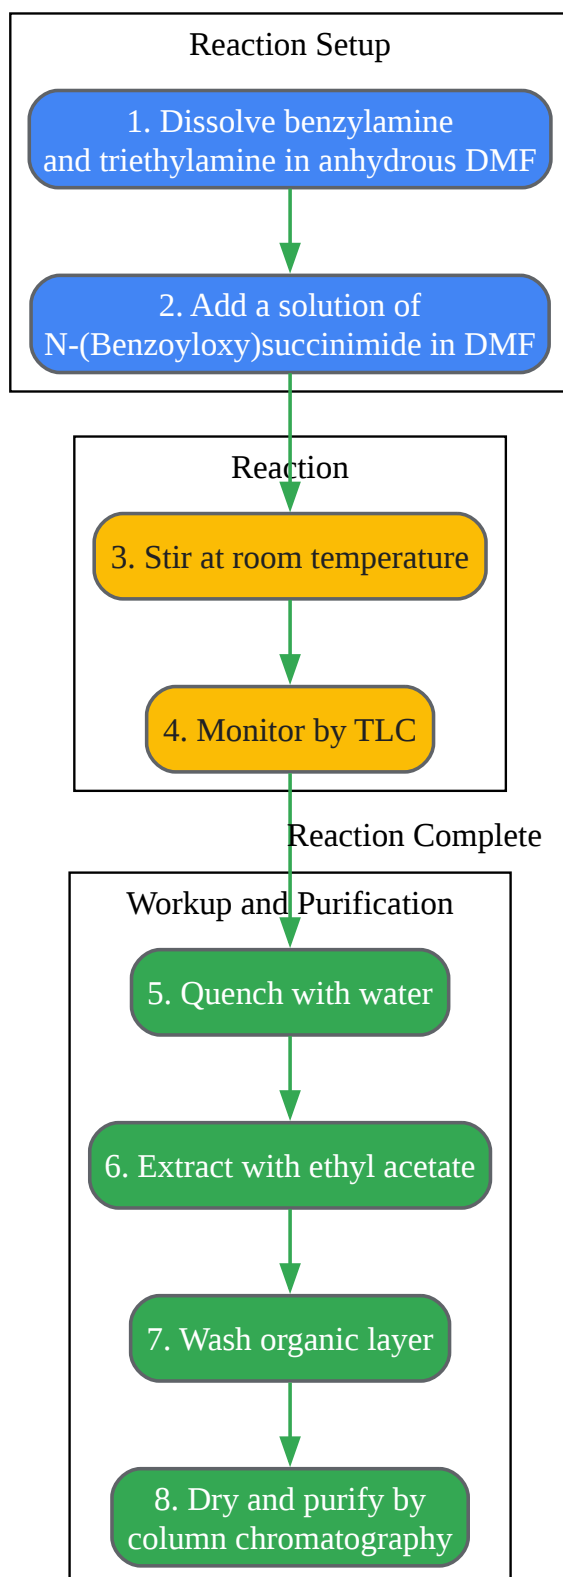 Reaction Setup
1. Dissolve benzylamine
and triethylamine in anhydrous DMF
2. Add a solution of
N-(Benzoyloxy)succinimide in DMF
Reaction
3. Stir at room temperature
4. Monitor by TLC
Reaction Complete
Workup and Purification
5. Quench with water
6. Extract with ethyl acetate
7. Wash organic layer
8. Dry and purify by
column chromatography